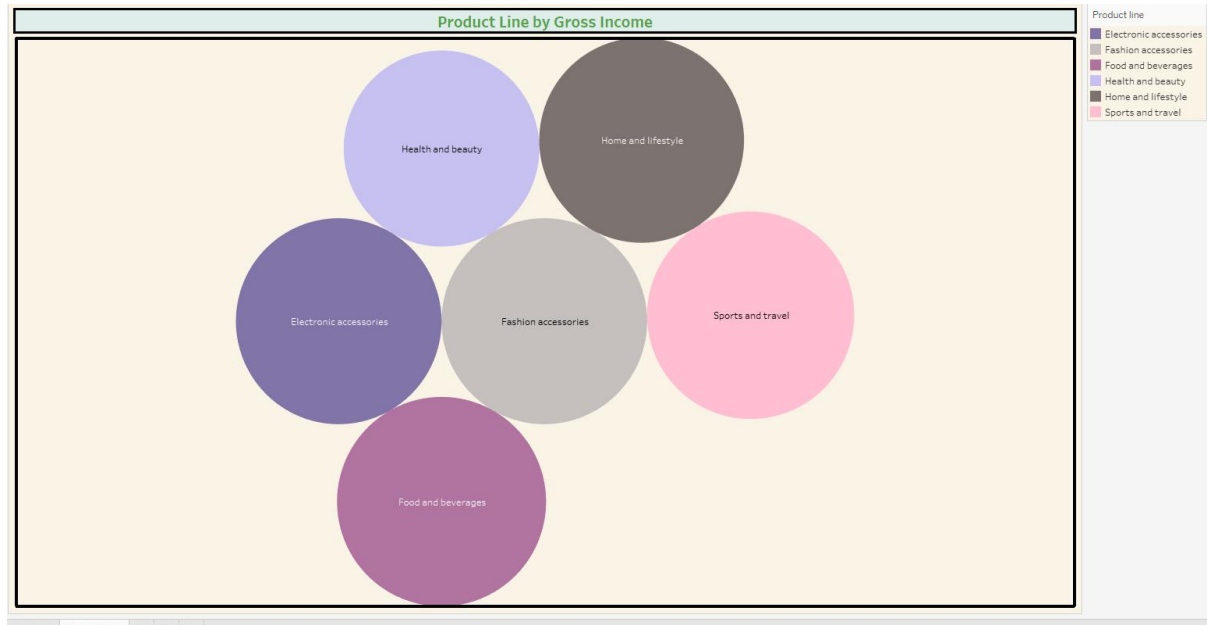 Product Line by Gross Income
Product line
Electronic accessories
Fashion accessories
Food and beverages
Health and beauty
Home and lifestyle
Sports and travel
Home and lifestyle
Health and beauty
Sports and travel
Electronic accessories
Fashion accessories
Food and beverages